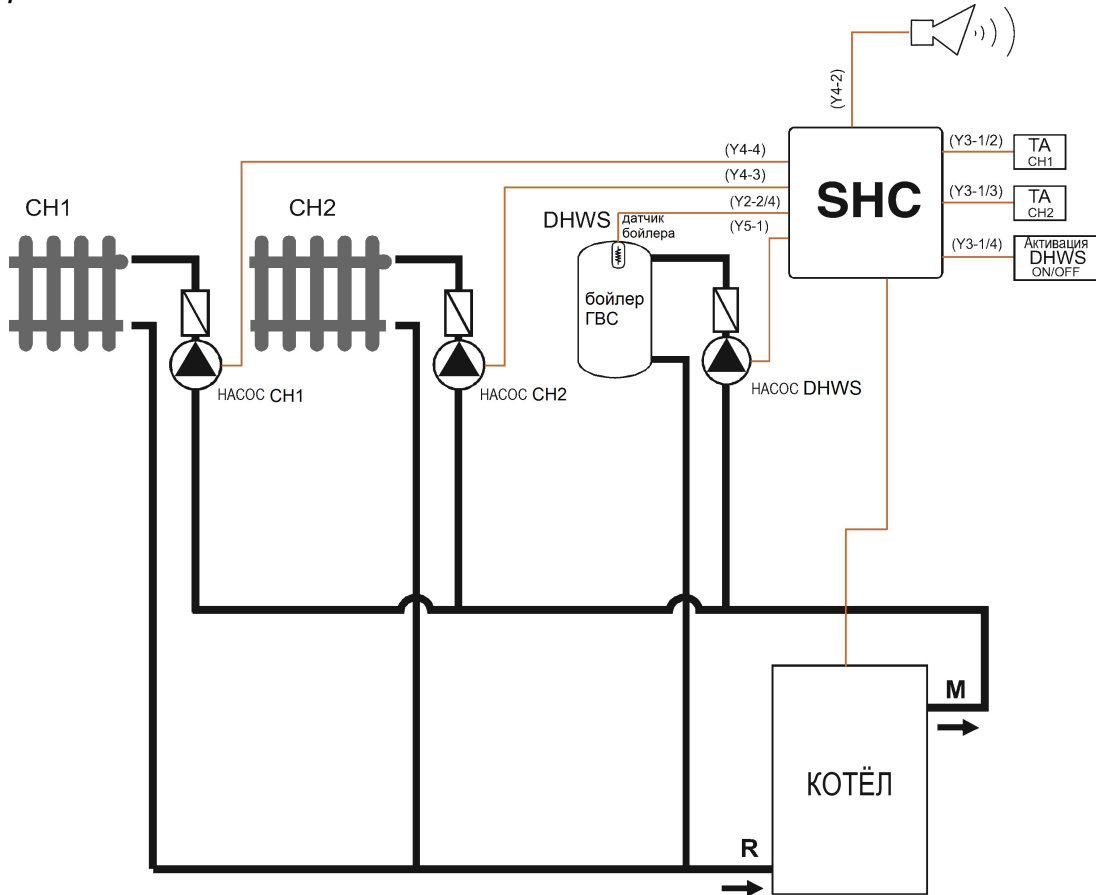 (Y4-2)
(Y4-4)
(Y3-1/2)
TA
CH1
(Y4-3)
SHC
(Y3-1/3)
TA
CH2
CH1
CH2
DHWS
датчик
бойлера
(Y2-2/4)
(Y5-1)
(Y3-1/4)
Активация
DHWS
ON/OFF
бойлер
ГВС
НАСОС CH1
НАСОС CH2
НАСОС DHWS
M
КОТЁЛ
R